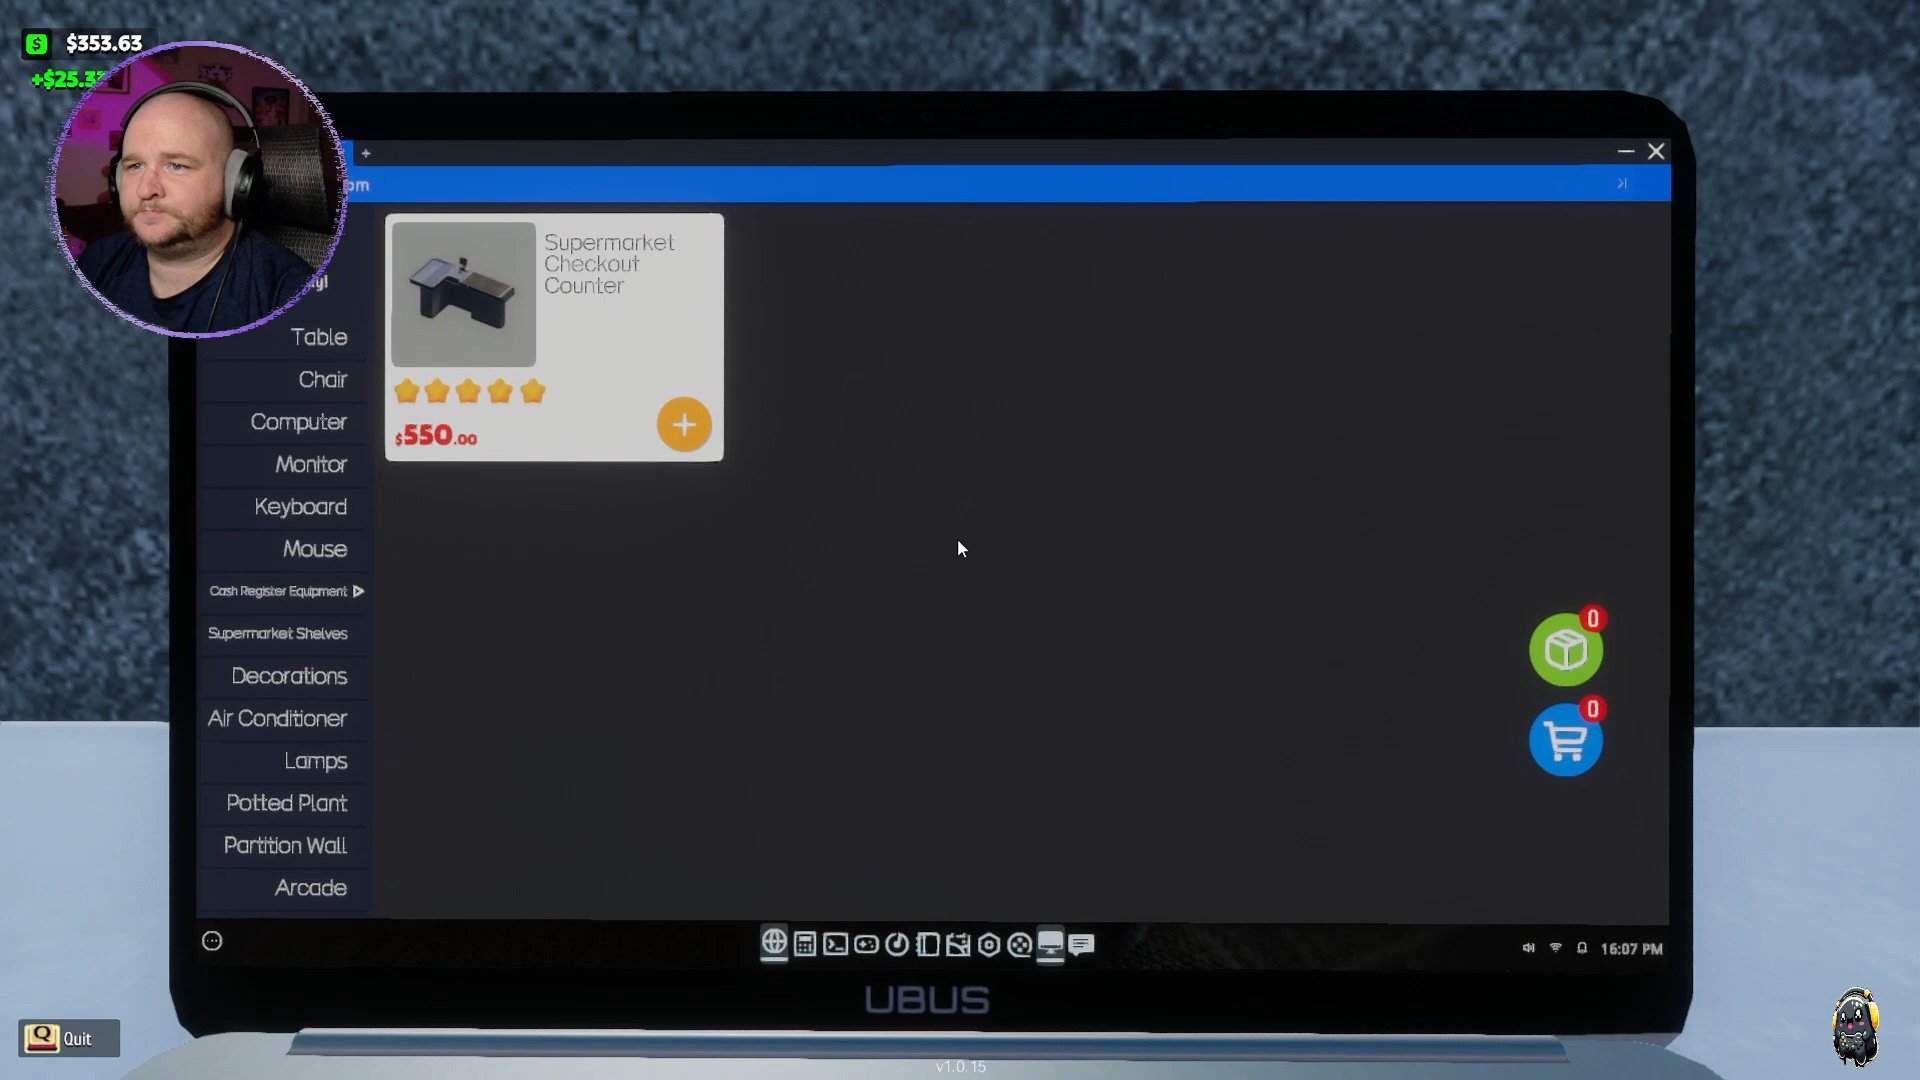 $ $353.63
+$25.3
+
om
y!
Supermarket
Checkout
Counter
$550.00
+
Table
Chair
Computer
Monitor
Keyboard
Mouse
Cash Register Equipment
Supermarket Shelves
Decorations
Air Conditioner
Lamps
Potted Plant
Partition Wall
Arcade
0
0
16:07 PM
UBUS
Q Quit
v1.0.15